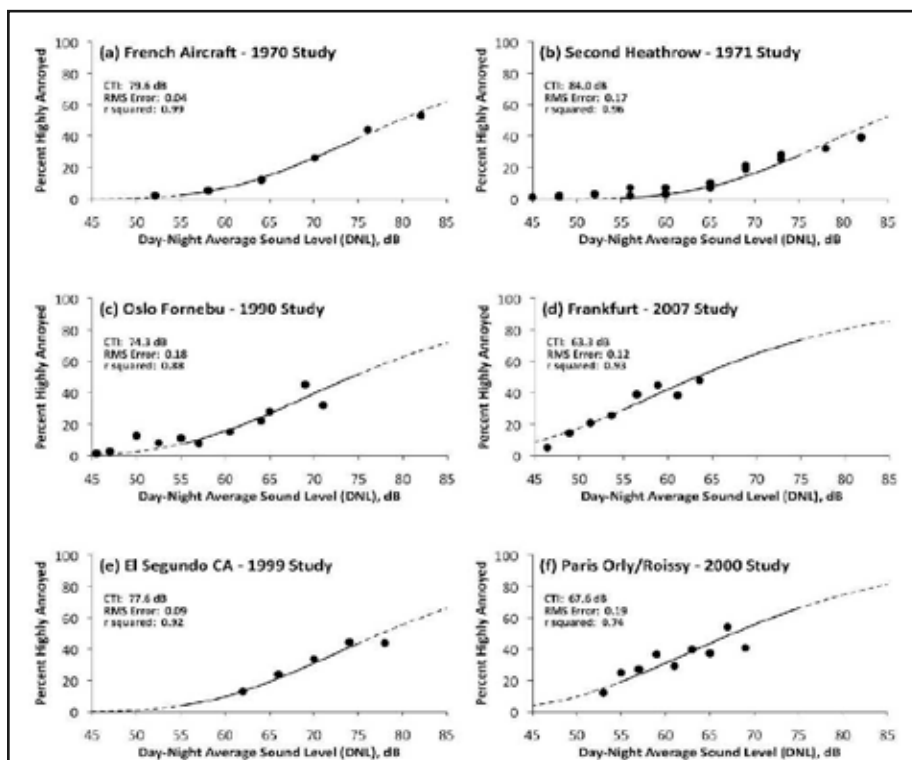 (a) French Aircraft - 1970 Study
CTI: 79.6 dB
RMS Error: 0.04
r squared: 0.99
Percent Highly Annoyed
100
80
60
40
20
0
45 50 55 60 65 70 75 80 85
Day-Night Average Sound Level (DNL), dB
(b) Second Heathrow - 1971 Study
CTI: 84.0 dB
RMS Error: 0.17
r squared: 0.96
Percent Highly Annoyed
100
80
60
40
20
0
45 50 55 60 65 70 75 80 85
Day-Night Average Sound Level (DNL), dB
(c) Oslo Fornebu - 1990 Study
CTI: 74.3 dB
RMS Error: 0.18
r squared: 0.88
Percent Highly Annoyed
100
80
60
40
20
0
45 50 55 60 65 70 75 80 85
Day-Night Average Sound Level (DNL), dB
(d) Frankfurt - 2007 Study
CTI: 63.3 dB
RMS Error: 0.12
r squared: 0.93
Percent Highly Annoyed
100
80
60
40
20
0
45 50 55 60 65 70 75 80 85
Day-Night Average Sound Level (DNL), dB
(e) El Segundo CA - 1999 Study
CTI: 77.6 dB
RMS Error: 0.09
r squared: 0.92
Percent Highly Annoyed
100
80
60
40
20
0
45 50 55 60 65 70 75 80 85
Day-Night Average Sound Level (DNL), dB
(f) Paris Orly/Roissy - 2000 Study
CTI: 67.6 dB
RMS Error: 0.19
r squared: 0.74
Percent Highly Annoyed
100
80
60
40
20
0
45 50 55 60 65 70 75 80 85
Day-Night Average Sound Level (DNL), dB